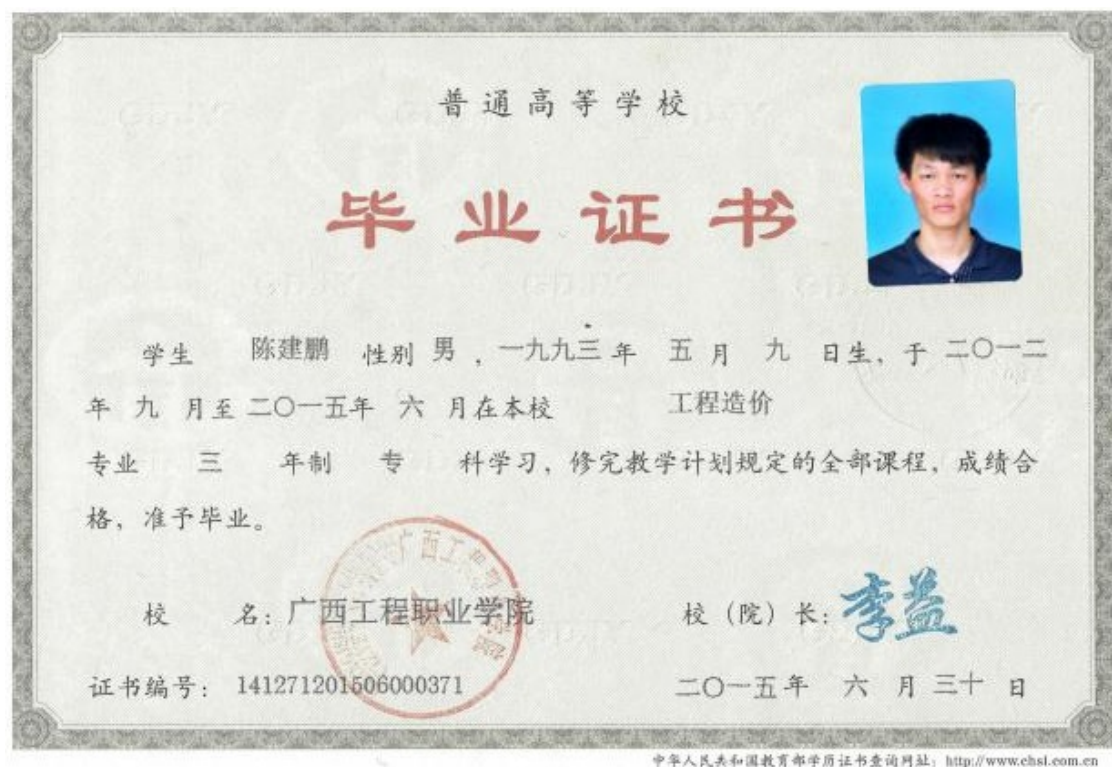 普通高等学校
毕业证书
学生 陈建鹏 性别 男 ，一九九三年 五月 九 日生，于 二〇一二
年 九 月至 二〇一五年 六 月在本校 工程造价
专业 三 年制 专 科学习，修完教学计划规定的全部课程，成绩合
格，准予毕业。
校 名：广西工程职业学院
校（院）长：李益
证书编号：141271201506000371
二〇一五年 六 月 三十 日
中华人民共和国教育部学历证书查询网址：http://www.chsi.com.cn